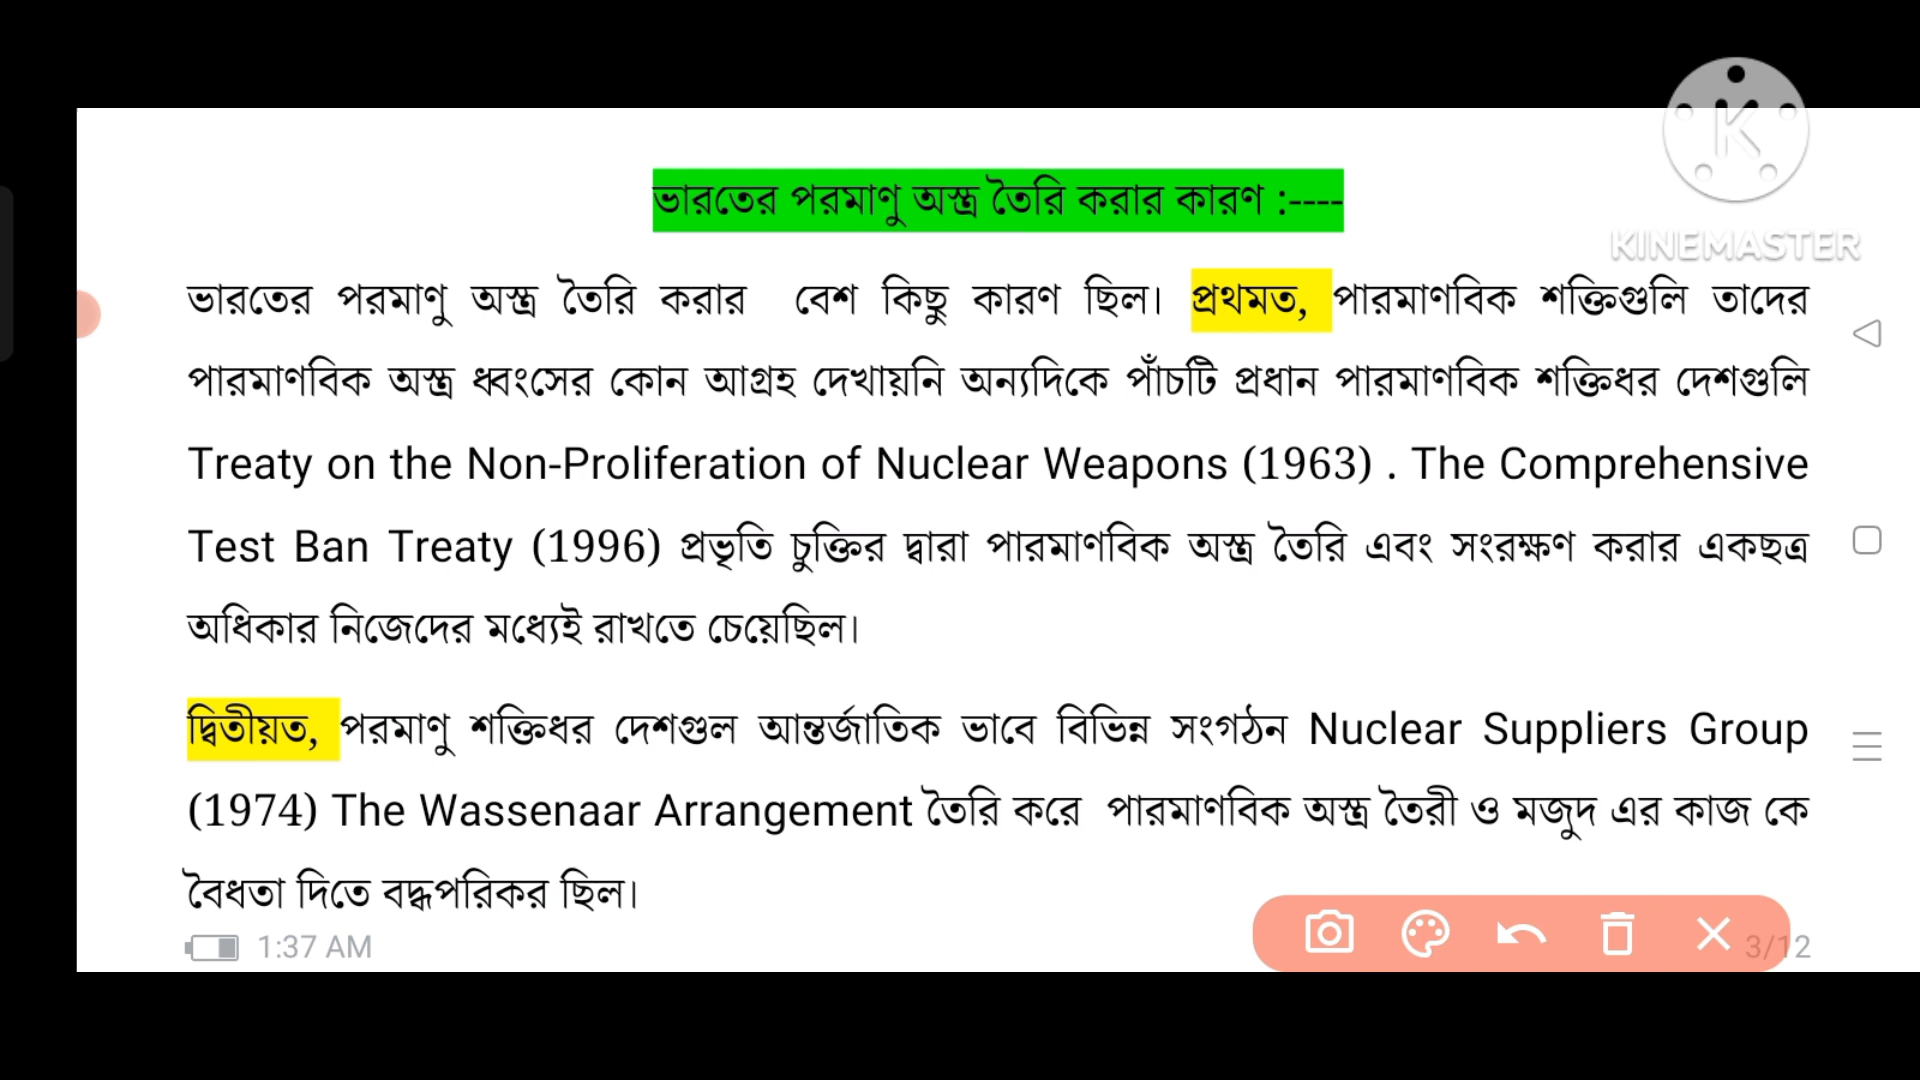 ভারতের পরমাণু অস্ত্র তৈরি করার কারণ :----
KINEMASTER
ভারতের পরমাণু অস্ত্র তৈরি করার বেশ কিছু কারণ ছিল। প্রথমত, পারমাণবিক শক্তিগুলি তাদের
পারমাণবিক অস্ত্র ধ্বংসের কোন আগ্রহ দেখায়নি অন্যদিকে পাঁচটি প্রধান পারমাণবিক শক্তিধর দেশগুলি
Treaty on the Non-Proliferation of Nuclear Weapons (1963) . The Comprehensive
Test Ban Treaty (1996) প্রভৃতি চুক্তির দ্বারা পারমাণবিক অস্ত্র তৈরি এবং সংরক্ষণ করার একছত্র
অধিকার নিজেদের মধ্যেই রাখতে চেয়েছিল।
দ্বিতীয়ত, পরমাণু শক্তিধর দেশগুল আন্তর্জাতিক ভাবে বিভিন্ন সংগঠন Nuclear Suppliers Group
(1974) The Wassenaar Arrangement তৈরি করে পারমাণবিক অস্ত্র তৈরী ও মজুদ এর কাজ কে
বৈধতা দিতে বদ্ধপরিকর ছিল।
1:37 AM
3/12